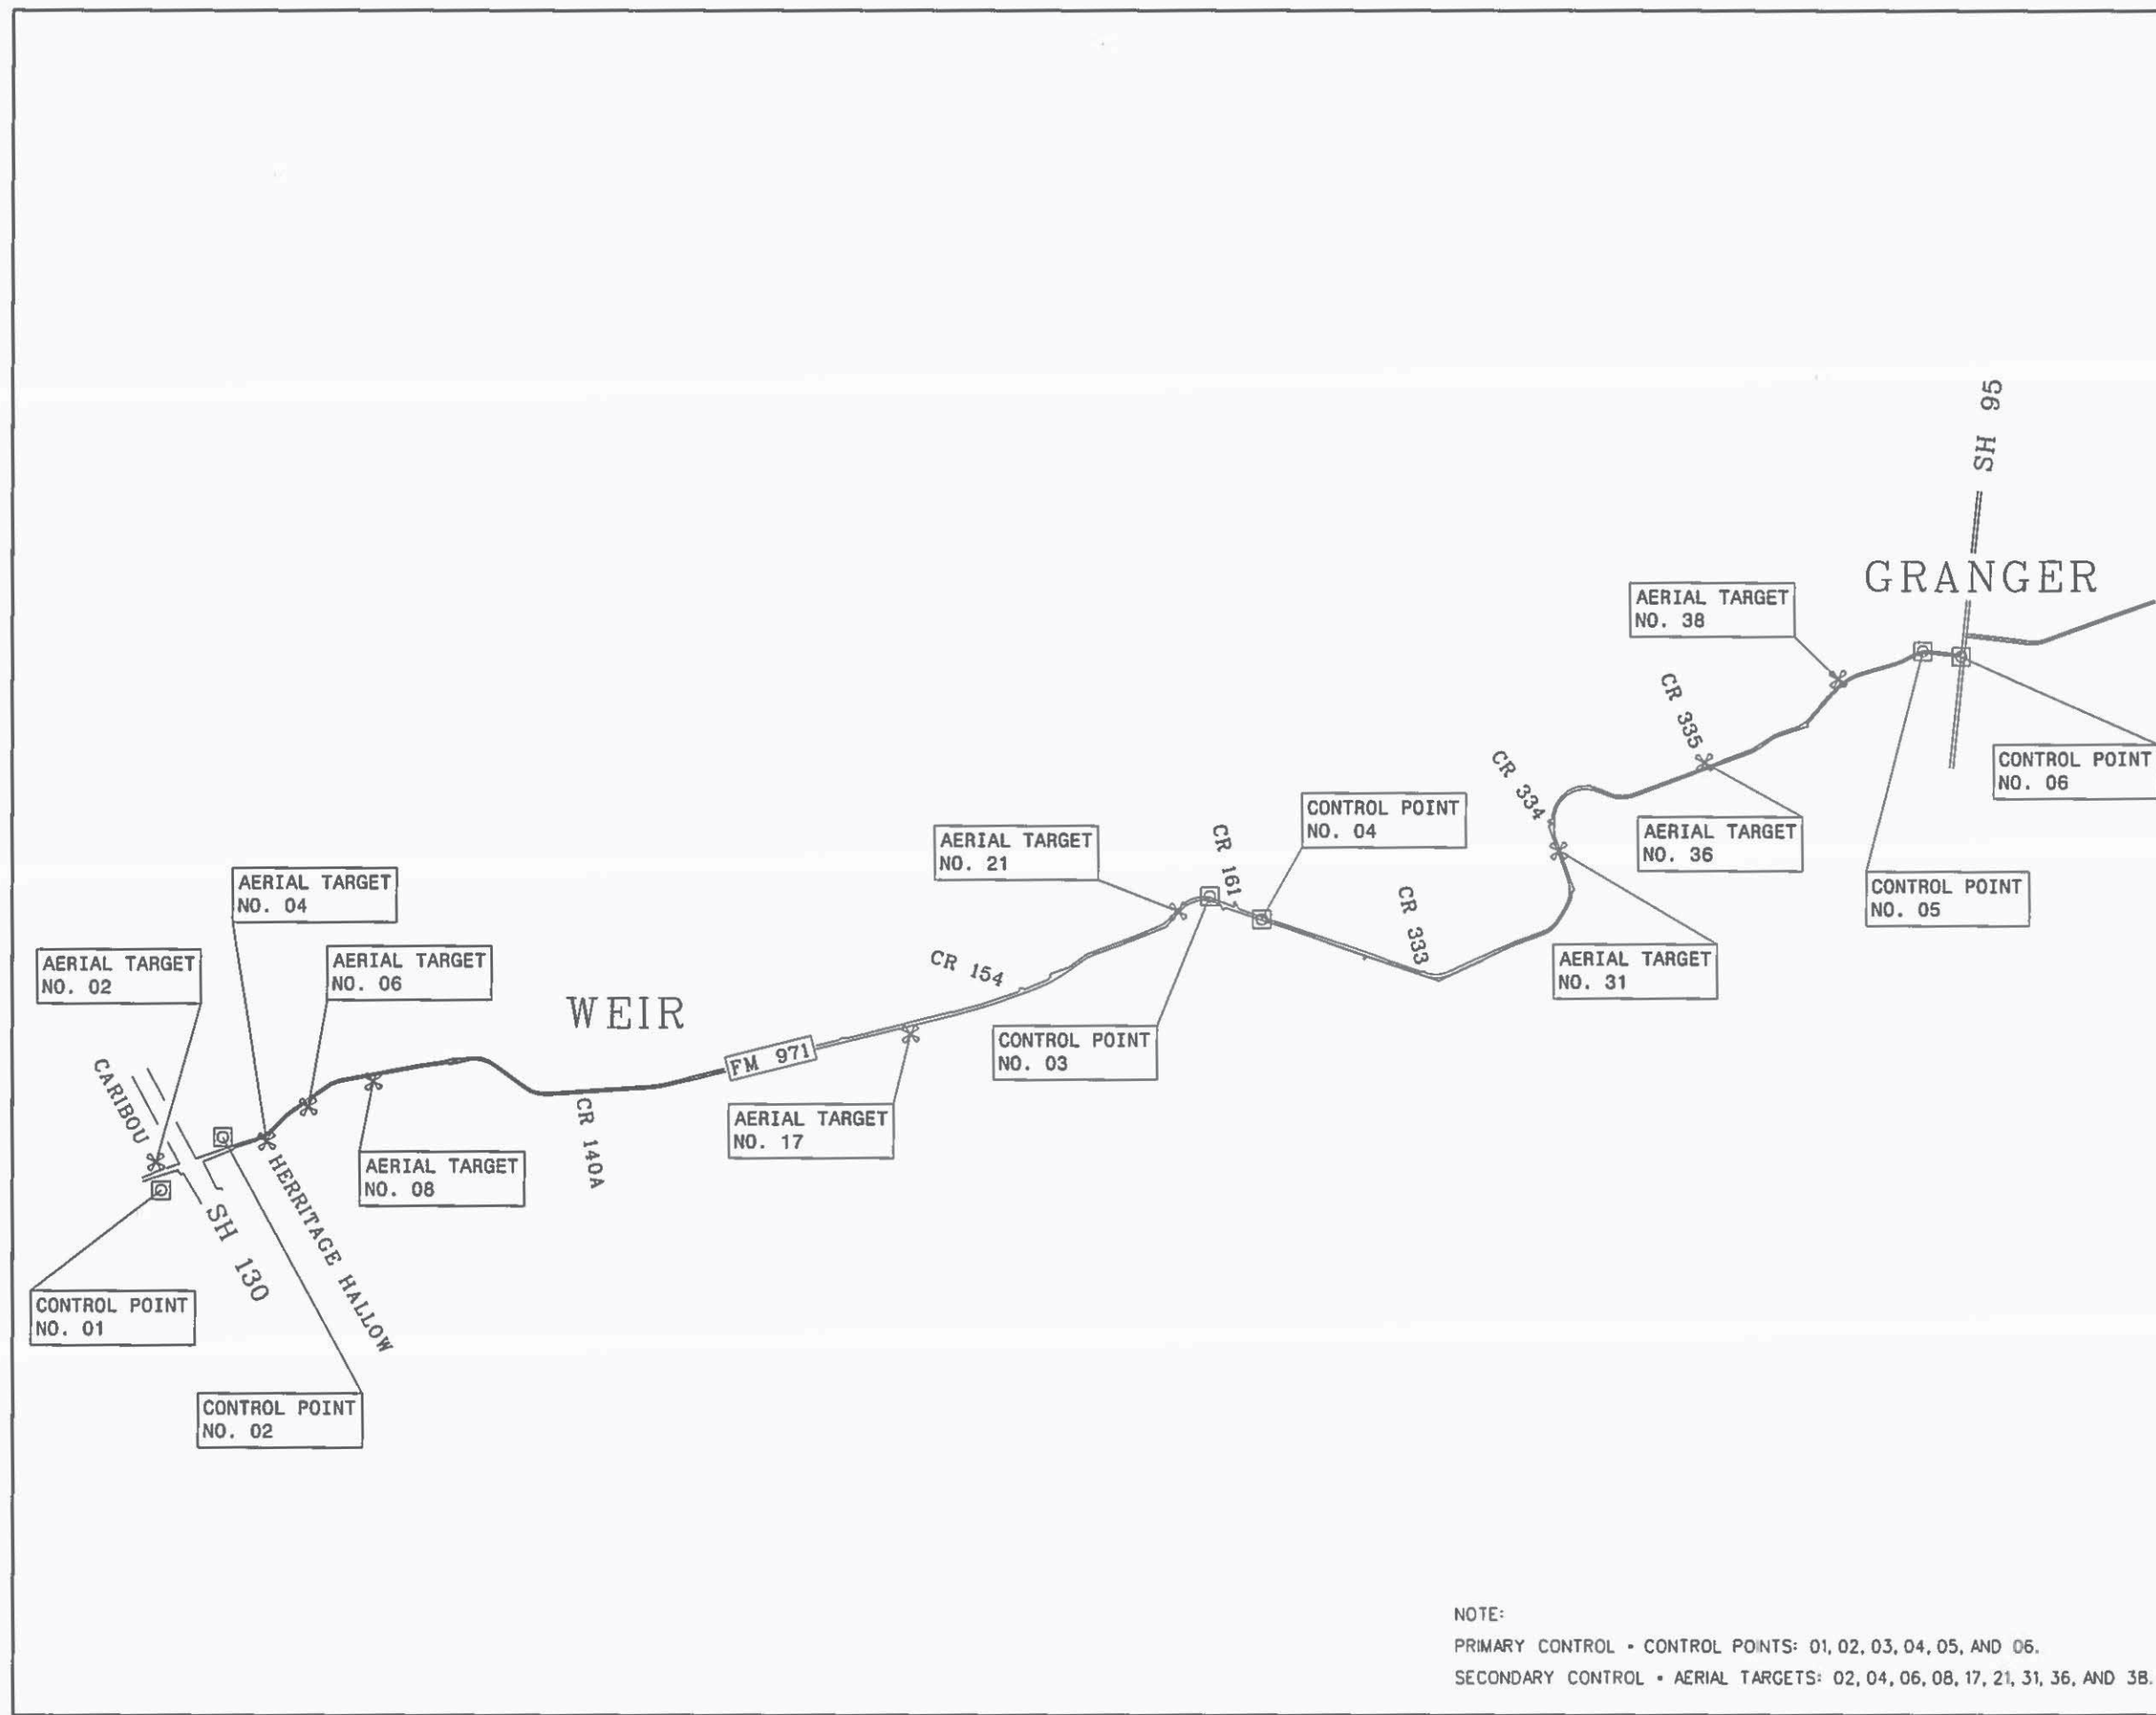 SH 95
GRANGER
AERIAL TARGET
NO. 38
CR 335
CONTROL POINT
NO. 06
CR 334
CONTROL POINT
NO. 04
AERIAL TARGET
NO. 36
AERIAL TARGET
NO. 21
CR 161
CONTROL POINT
NO. 05
AERIAL TARGET
NO. 04
CR 333
AERIAL TARGET
NO. 31
AERIAL TARGET
NO. 02
AERIAL TARGET
NO. 06
CR 154
WEIR
CONTROL POINT
NO. 03
FM 971
CARIBOU
AERIAL TARGET
NO. 17
AERIAL TARGET
NO. 08
CR 140A
HERRITAGE HALLOW
SH 130
CONTROL POINT
NO. 01
CONTROL POINT
NO. 02
NOTE:
PRIMARY CONTROL - CONTROL POINTS: 01, 02, 03, 04, 05, AND 06.
SECONDARY CONTROL - AERIAL TARGETS: 02, 04, 06, 08, 17, 21, 31, 36, AND 38.